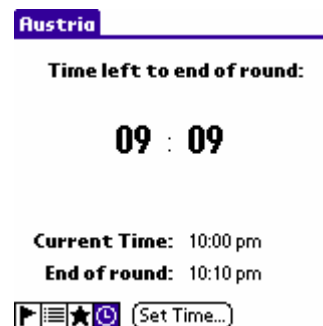 Austria
Time left to end of round:
09 : 09
Current Time: 10:00 pm
End of round: 10:10 pm
Set Time...